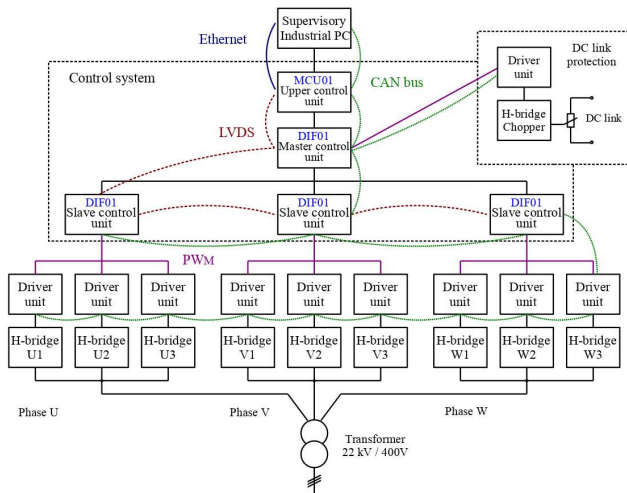 Supervisory
Industrial PC
Ethernet
Driver
unit
DC link
protection
Control system
MCU01
Upper control
unit
CAN bus
H-bridge
Chopper
DC link
LVDS
DIF01
Master control
unit
DIF01
Slave control
unit
DIF01
Slave control
unit
DIF01
Slave control
unit
PWM
Driver
unit
Driver
unit
Driver
unit
Driver
unit
Driver
unit
Driver
unit
Driver
unit
Driver
unit
Driver
unit
H-bridge
U1
H-bridge
U2
H-bridge
U3
H-bridge
V1
H-bridge
V2
H-bridge
V3
H-bridge
W1
H-bridge
W2
H-bridge
W3
Phase U
Phase V
Phase W
Transformer
22 kV / 400V